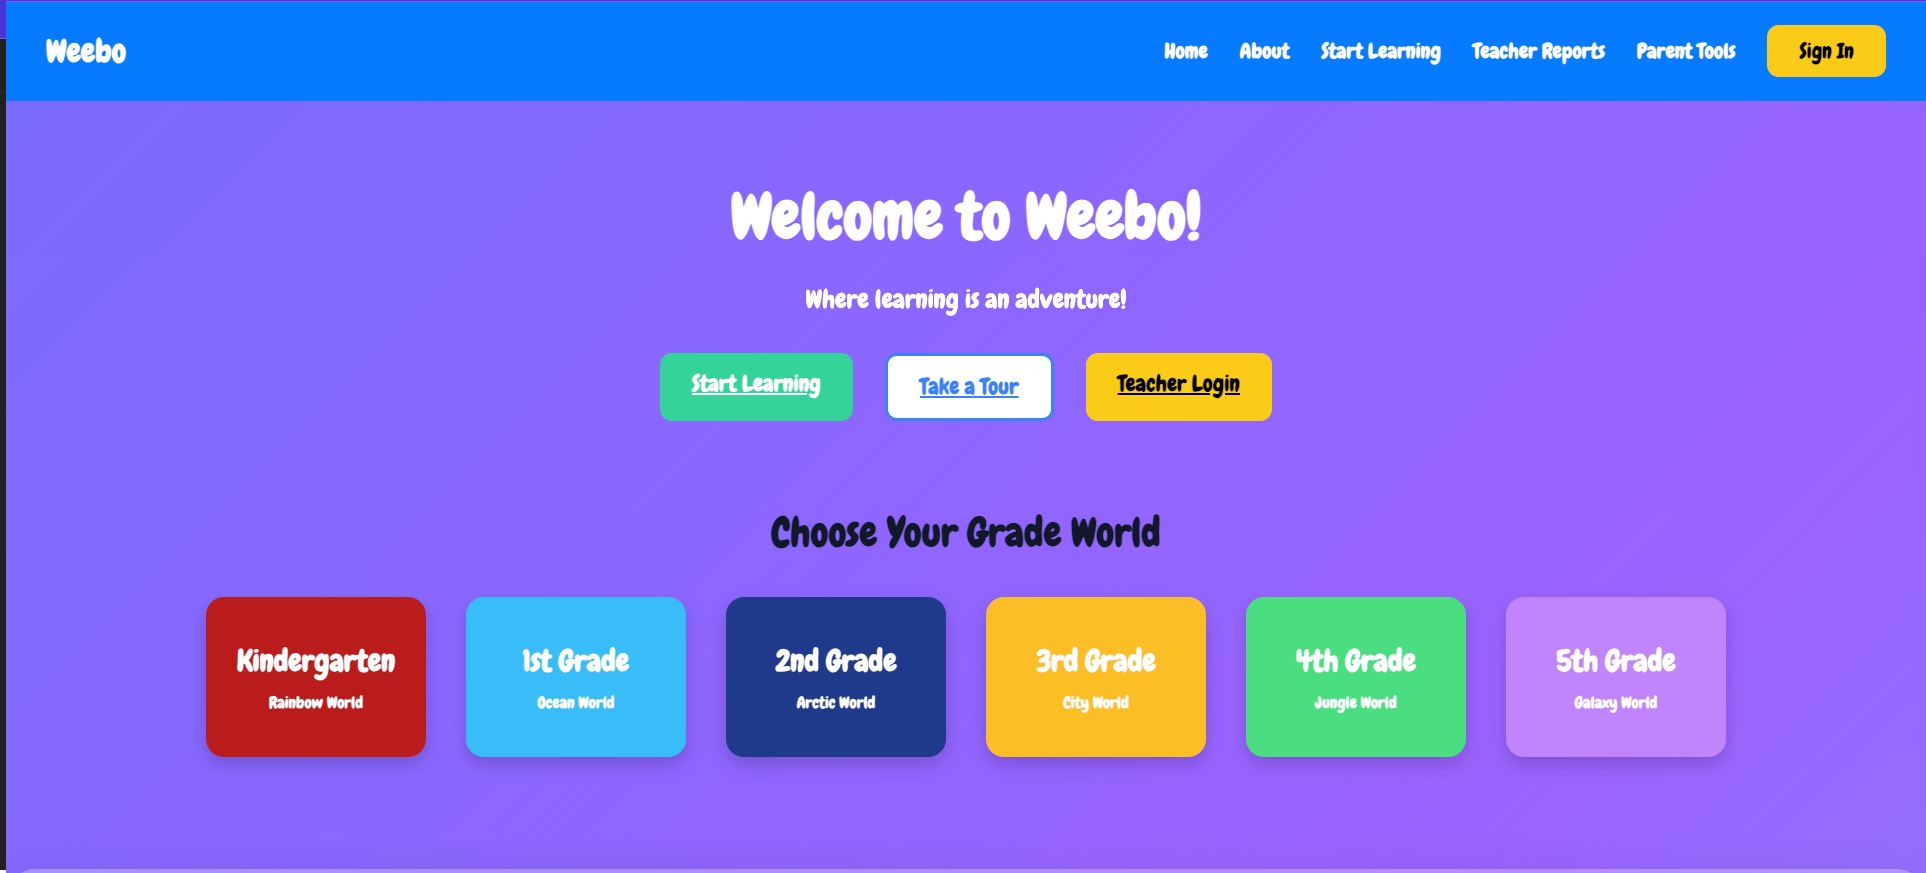 Weebo
Home About Start Learning Teacher Reports Parent Tools Sign In
Welcome to Weebo!
Where learning is an adventure!
Start Learning Take a Tour Teacher Login
Choose Your Grade World
Kindergarten 1st Grade 2nd Grade 3rd Grade 4th Grade 5th Grade
Rainbow World Ocean World Arctic World City World Jungle World Galaxy World